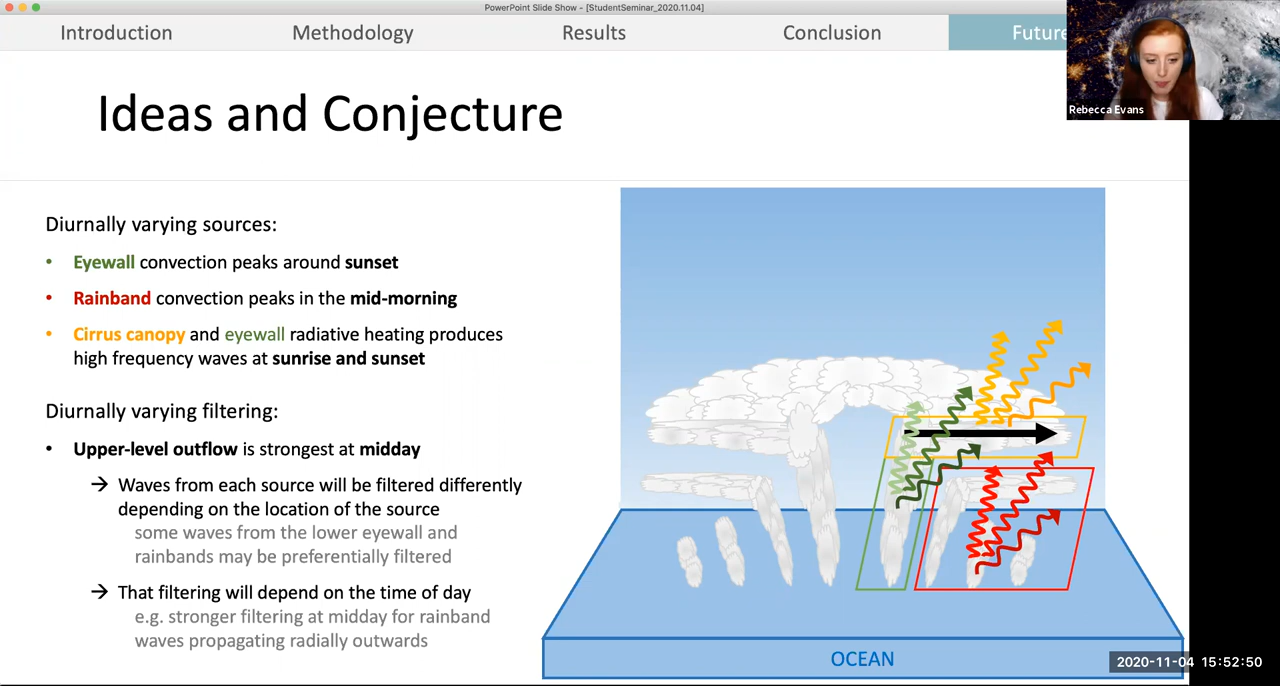 PowerPoint Slide Show - [StudentSeminar_2020.11.04]
Introduction Methodology Results Conclusion Future
Rebecca Evans
Ideas and Conjecture
Diurnally varying sources:
• Eyewall convection peaks around sunset
• Rainband convection peaks in the mid-morning
• Cirrus canopy and eyewall radiative heating produces
high frequency waves at sunrise and sunset
Diurnally varying filtering:
• Upper-level outflow is strongest at midday
→ Waves from each source will be filtered differently
depending on the location of the source
some waves from the lower eyewall and
rainbands may be preferentially filtered
→ That filtering will depend on the time of day
e.g. stronger filtering at midday for rainband
waves propagating radially outwards
OCEAN
2020-11-04 15:52:50